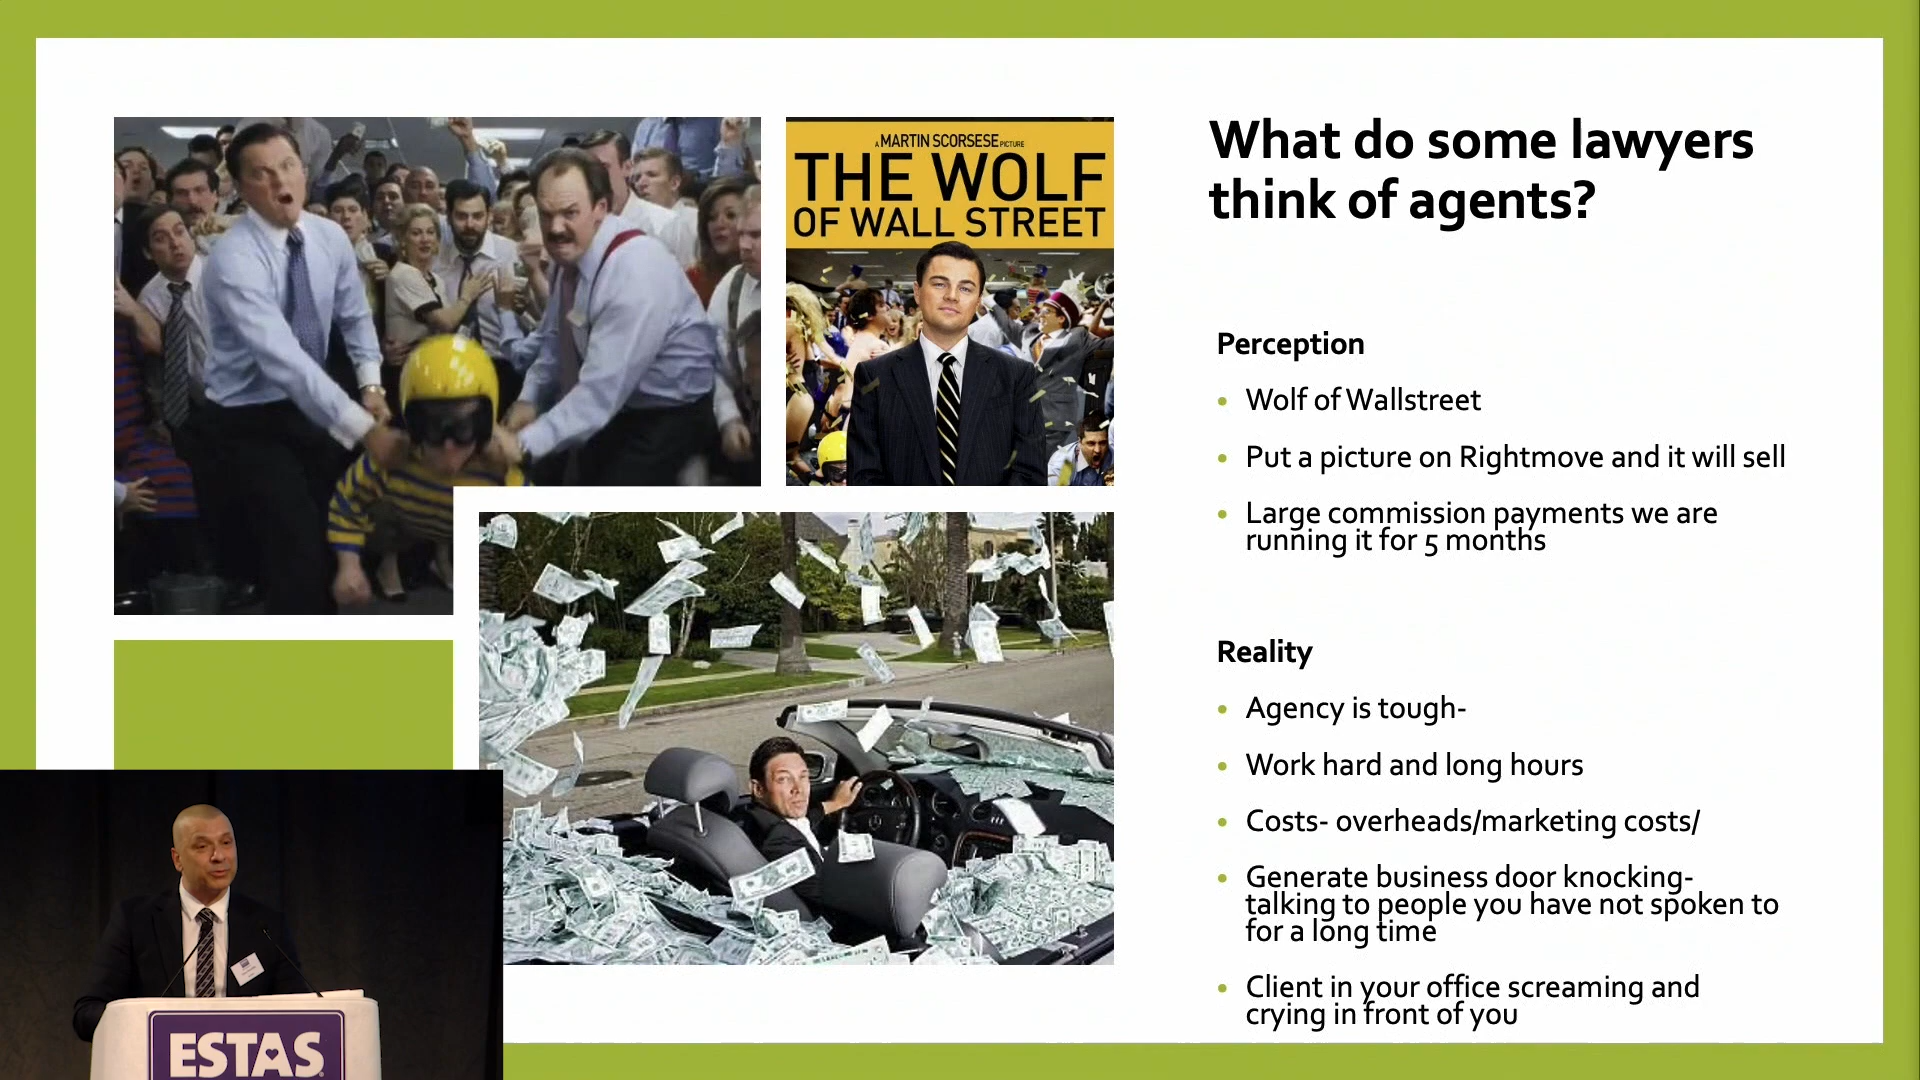 A MARTIN SCORSESE PICTURE
THE WOLF
OF WALL STREET
What do some lawyers
think of agents?
Perception
• Wolf of Wallstreet
• Put a picture on Rightmove and it will sell
• Large commission payments we are
running it for 5 months
Reality
• Agency is tough-
• Work hard and long hours
• Costs- overheads/marketing costs/
• Generate business door knocking-
talking to people you have not spoken to
for a long time
• Client in your office screaming and
crying in front of you
ESTAS